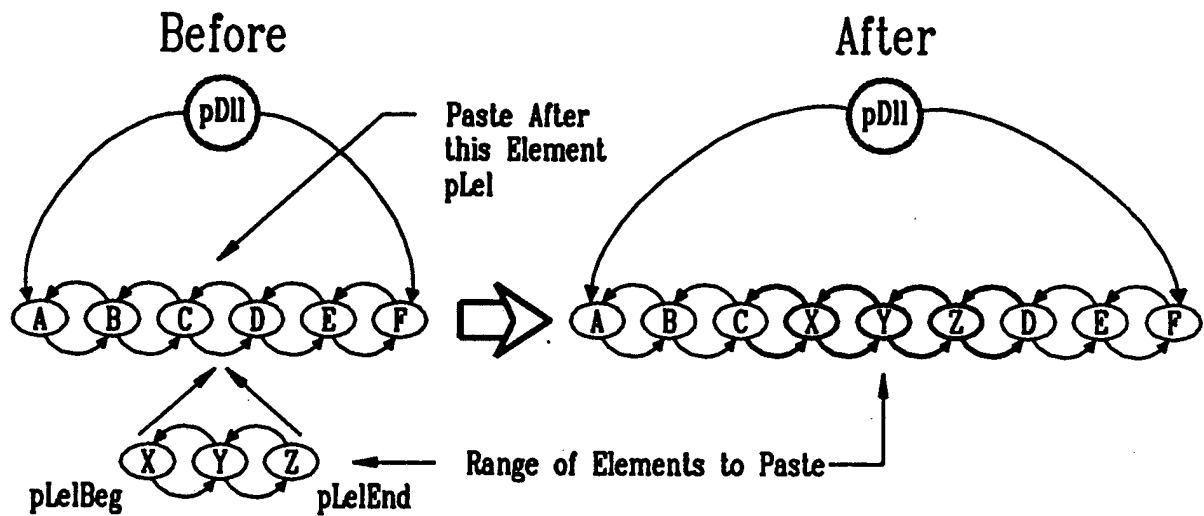 Before
After
pDll
Paste After
this Element
pLel
pDll
A B C D E F
A B C X Y Z D E F
X Y Z
Range of Elements to Paste
pLelBeg
pLelEnd